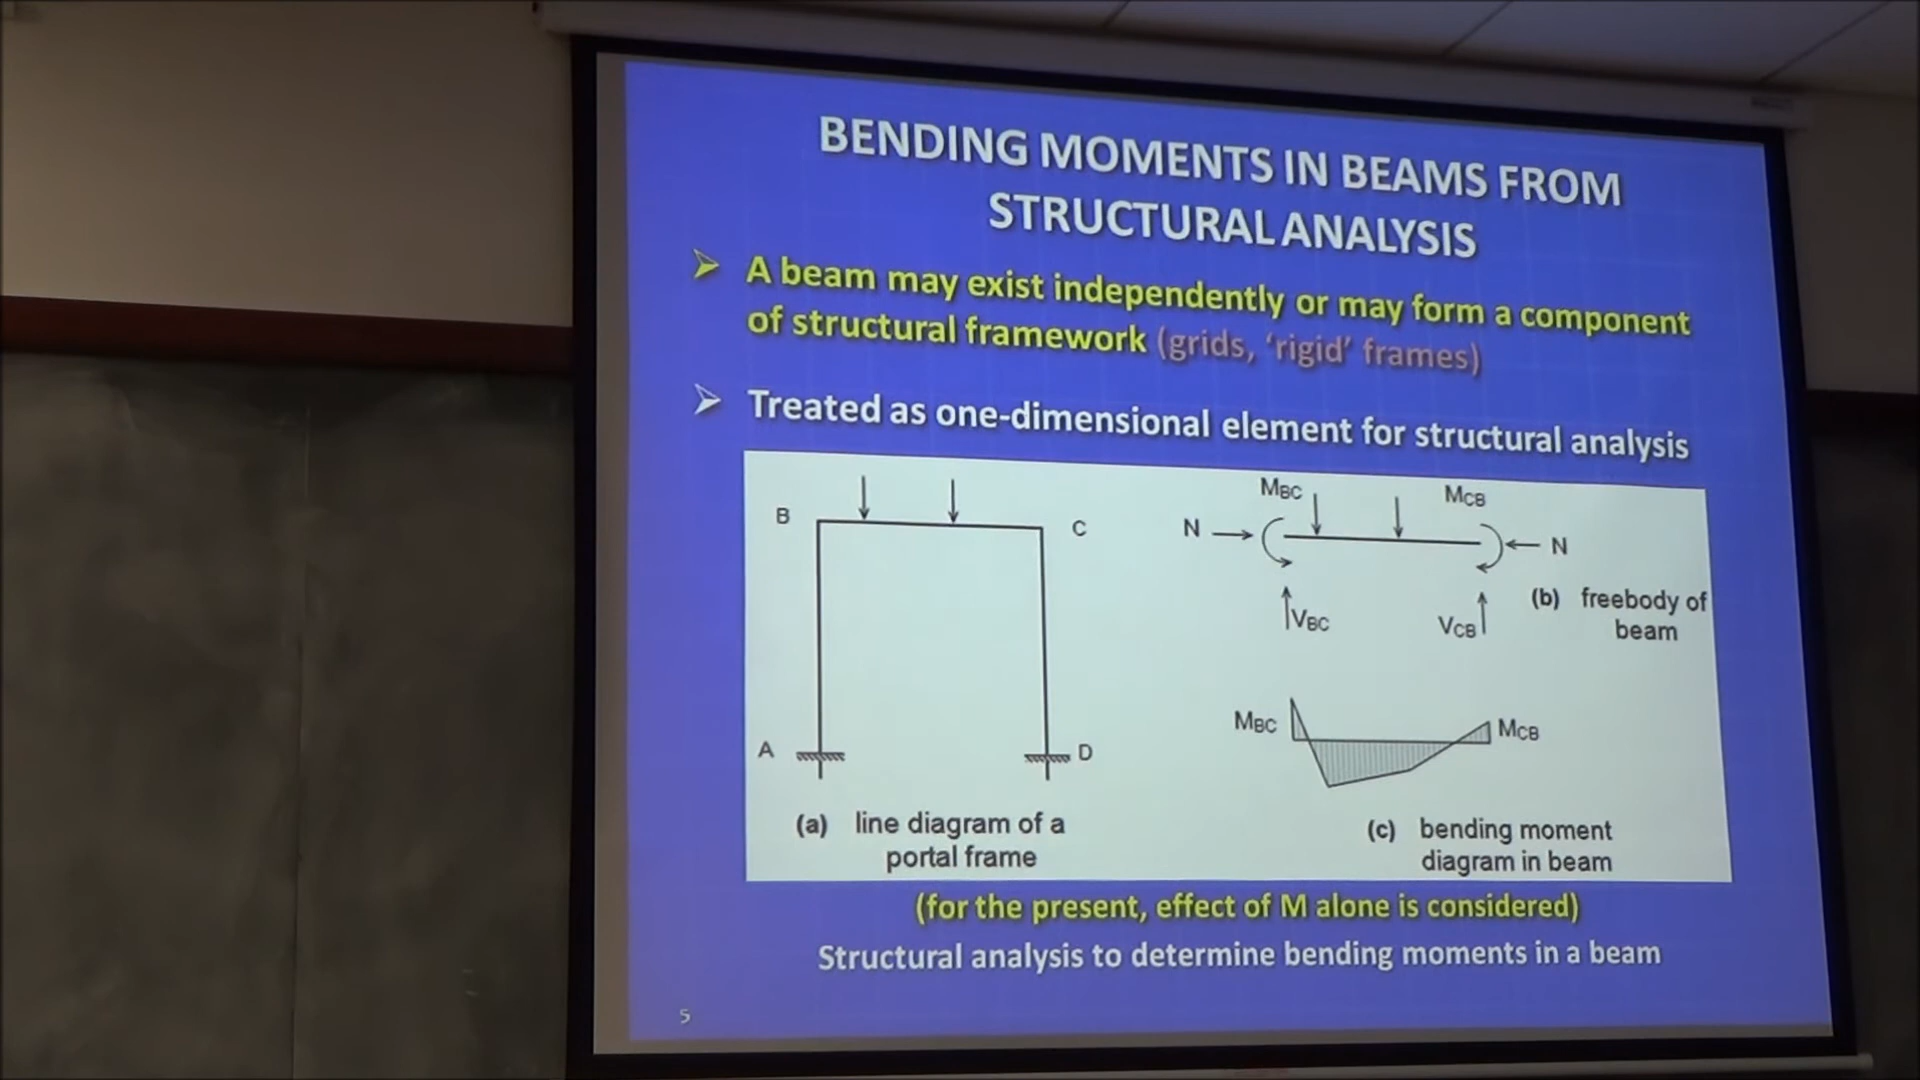 BENDING MOMENTS IN BEAMS FROM
STRUCTURAL ANALYSIS
A beam may exist independently or may form a component
of structural framework (grids, ‘rigid’ frames)
Treated as one-dimensional element for structural analysis
B
C
A
D
(a) line diagram of a
portal frame
MBC
MCB
N
N
VBC
VCB
(b) freebody of
beam
MBC
MCB
(c) bending moment
diagram in beam
(for the present, effect of M alone is considered)
Structural analysis to determine bending moments in a beam
5